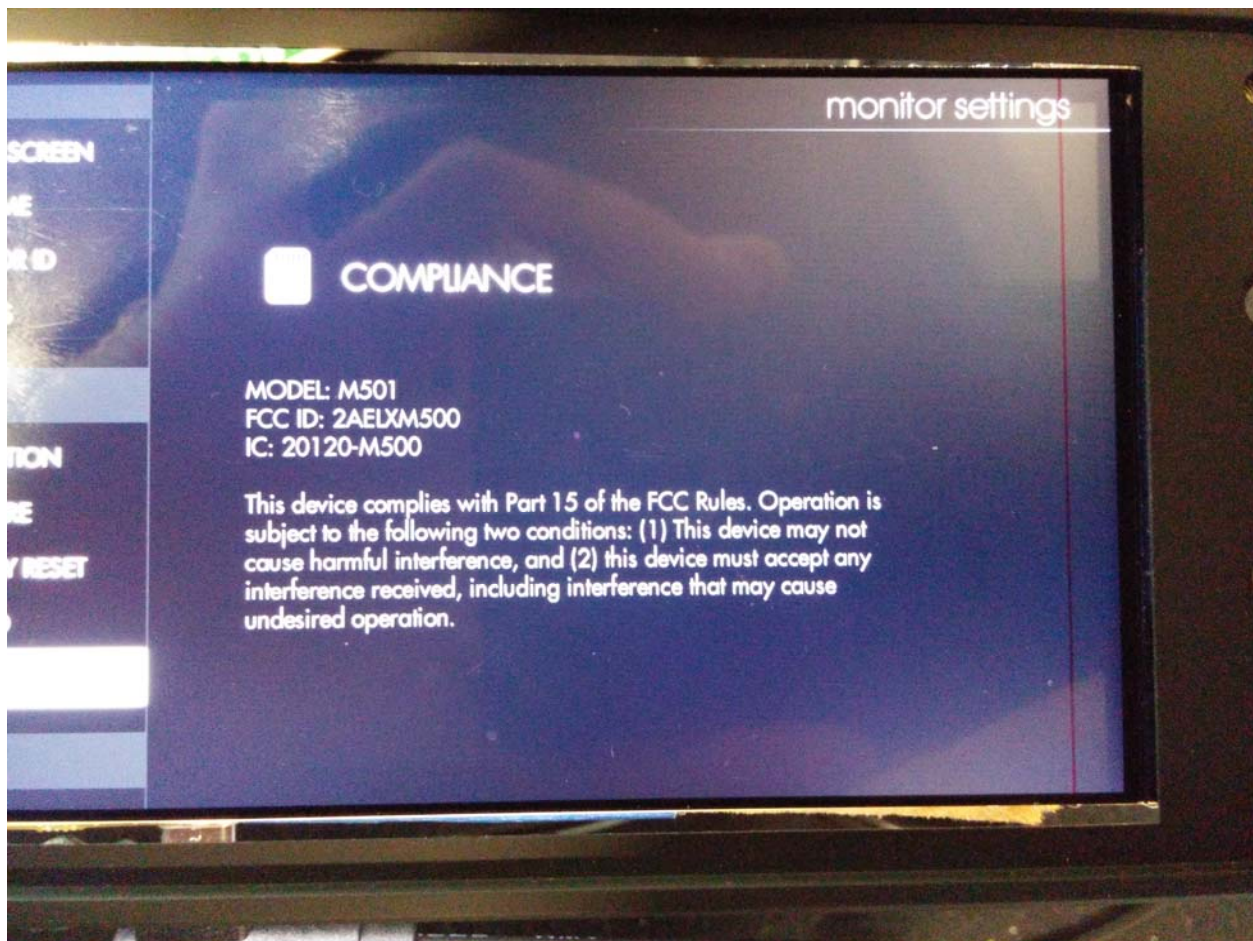 monitor settings
SCREEN
COMPLIANCE
MODEL: M501
FCC ID: 2AELXM500
IC: 20120-M500
This device complies with Part 15 of the FCC Rules. Operation is
subject to the following two conditions: (1) This device may not
cause harmful interference, and (2) this device must accept any
interference received, including interference that may cause
undesired operation.
ID
RESET